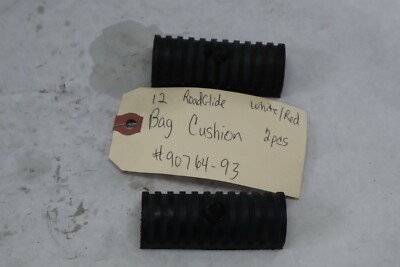 12 RoadGlide White/Red
Bag Cushion 2pcs
#90764-93